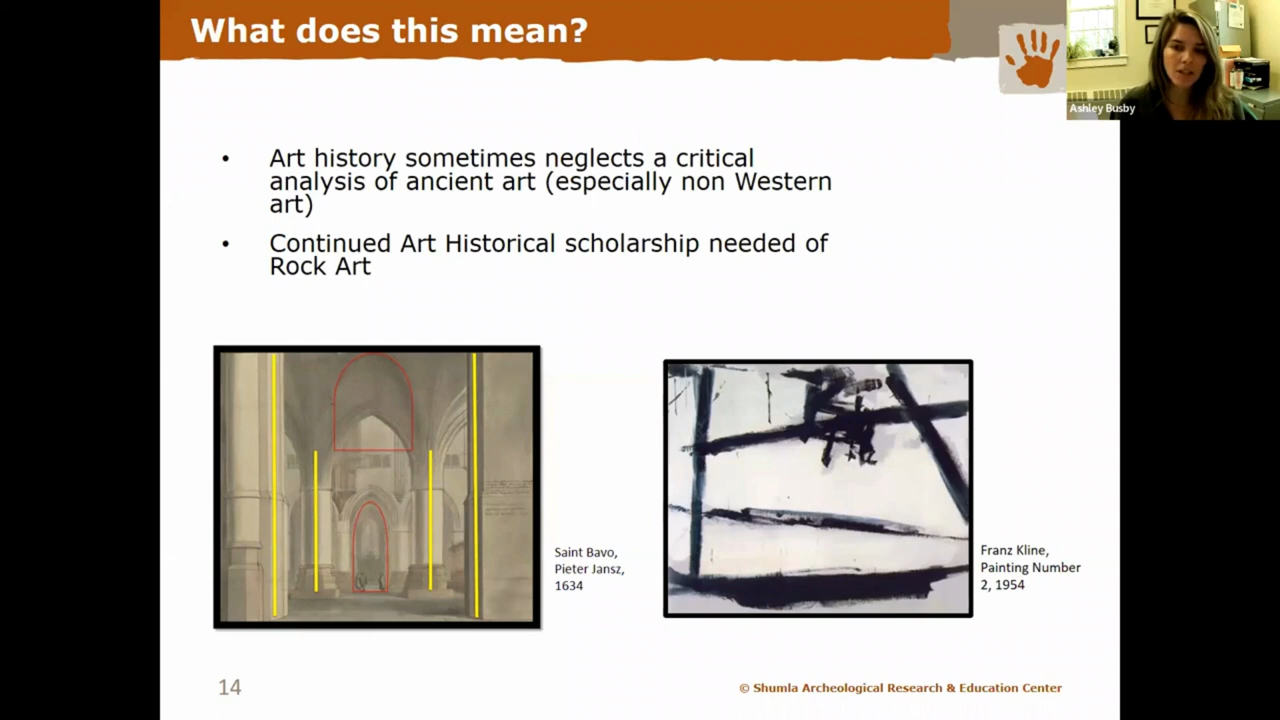 What does this mean?
Ashley Busby
• Art history sometimes neglects a critical
analysis of ancient art (especially non Western
art)
• Continued Art Historical scholarship needed of
Rock Art
Saint Bavo,
Pieter Jansz,
1634
Franz Kline,
Painting Number
2, 1954
14
© Shumla Archeological Research & Education Center